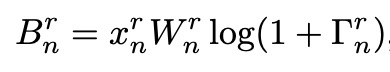 $B_n^r = x_n^r W_n^r \log(1 + \Gamma_n^r),$